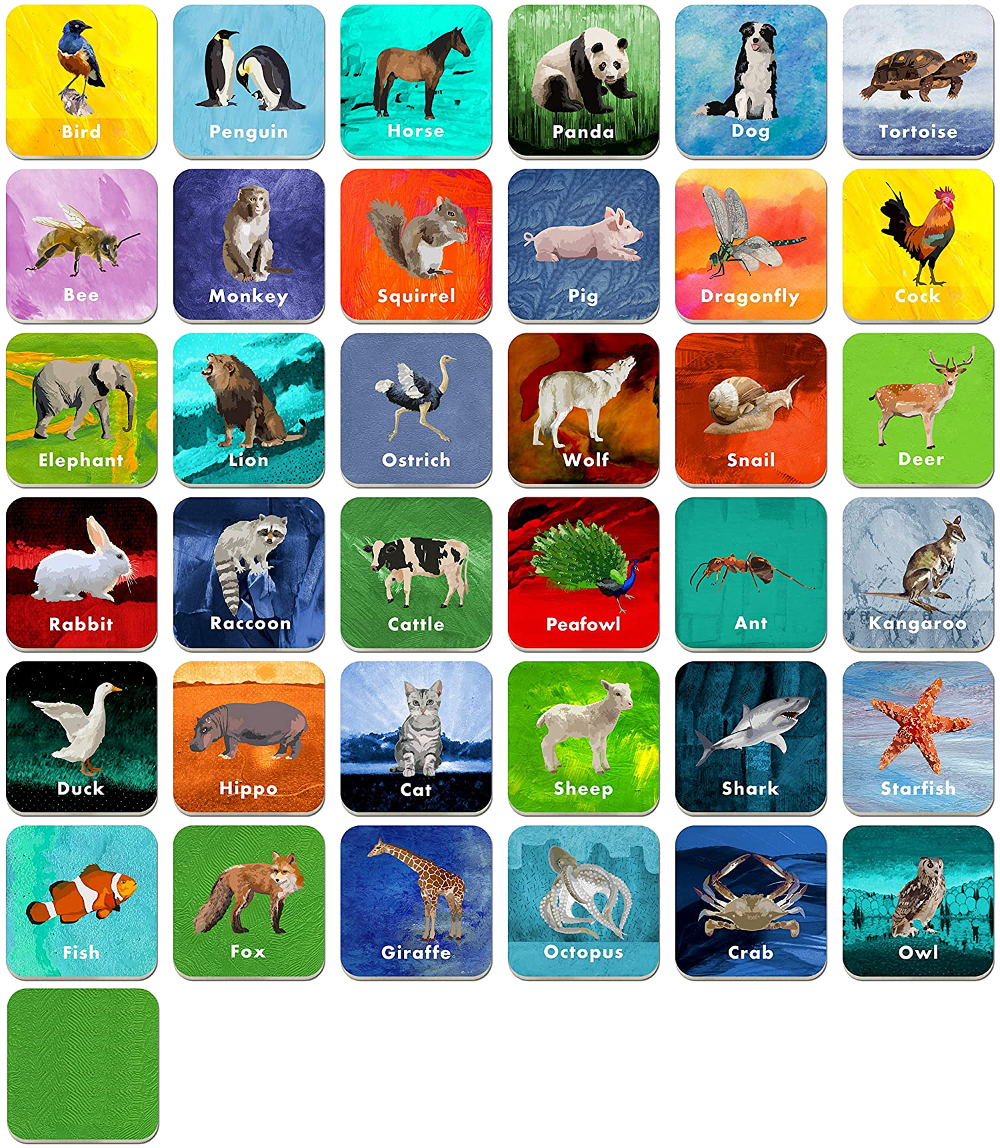 Bird
Penguin
Horse
Panda
Dog
Tortoise
Bee
Monkey
Squirrel
Pig
Dragonfly
Cock
Elephant
Lion
Ostrich
Wolf
Snail
Deer
Rabbit
Raccoon
Cattle
Peafowl
Ant
Kangaroo
Duck
Hippo
Cat
Sheep
Shark
Starfish
Fish
Fox
Giraffe
Octopus
Crab
Owl